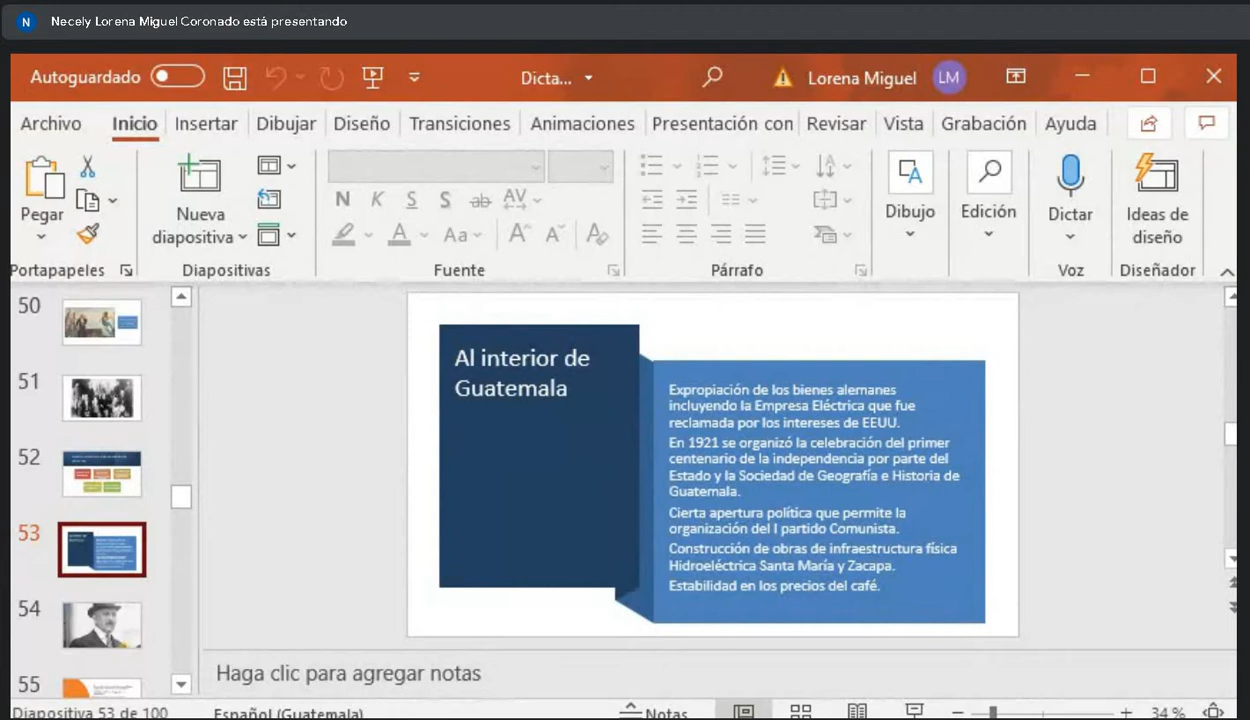 N Necely Lorena Miguel Coronado está presentando
Autoguardado Dicta... Lorena Miguel LM
Archivo Inicio Insertar Dibujar Diseño Transiciones Animaciones Presentación con Revisar Vista Grabación Ayuda
N K S S ab AV
Aa A A A
Pegar Nueva diapositiva Dibujo Edición Dictar Ideas de diseño
Portapapeles Diapositivas Fuente Párrafo Voz Diseñador
50
51
52
53
54
55
Al interior de
Guatemala
Expropiación de los bienes alemanes
incluyendo la Empresa Eléctrica que fue
reclamada por los intereses de EEUU.
En 1921 se organizó la celebración del primer
centenario de la independencia por parte del
Estado y la Sociedad de Geografía e Historia de
Guatemala.
Cierta apertura política que permite la
organización del I partido Comunista.
Construcción de obras de infraestructura física
Hidroeléctrica Santa María y Zacapa.
Estabilidad en los precios del café.
Haga clic para agregar notas
Diapositiva 53 de 100 Español (Guatemala) Notas 34 %